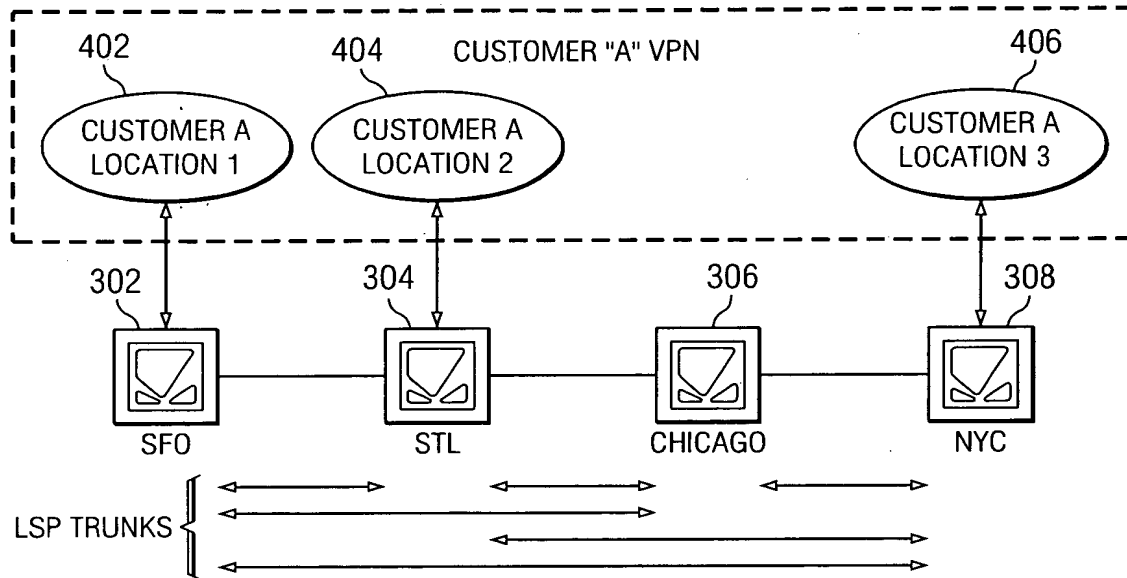 402
404
CUSTOMER "A" VPN
406
CUSTOMER A
LOCATION 1
CUSTOMER A
LOCATION 2
CUSTOMER A
LOCATION 3
302
304
306
308
SFO
STL
CHICAGO
NYC
LSP TRUNKS